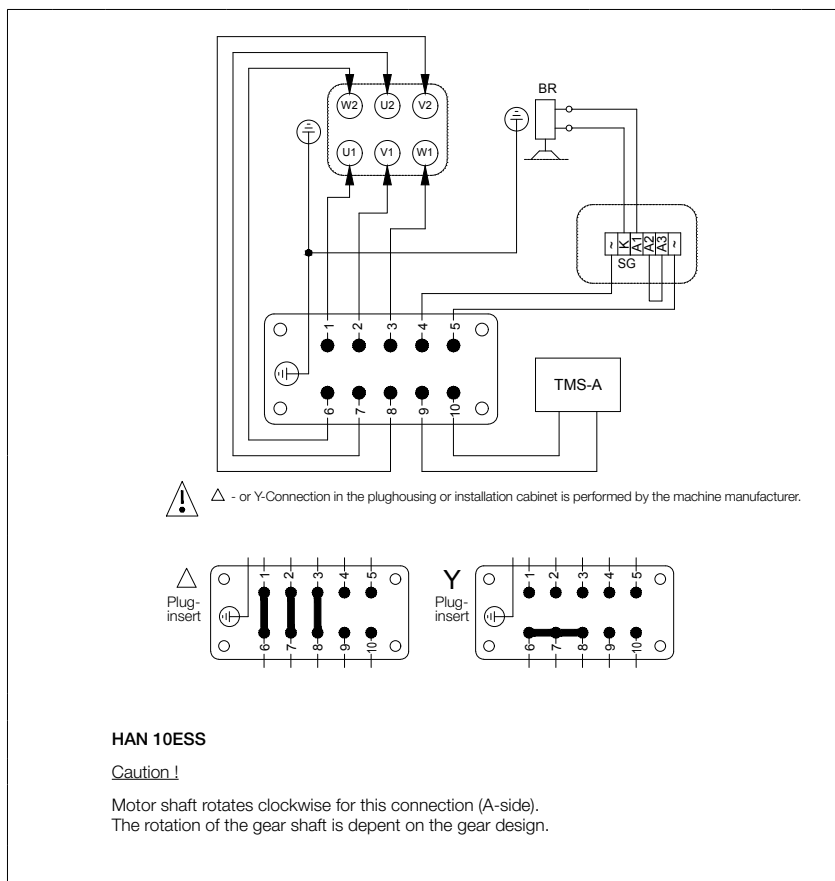 BR
W2 U2 V2
U1 V1 W1
~ K A1 A2 A3 ~
SG
1 2 3 4 5
TMS-A
6 7 8 9 10
△ - or Y-Connection in the plughousing or installation cabinet is performed by the machine manufacturer.
△
Plug-
insert
1 2 3 4 5
6 7 8 9 10
Y
Plug-
insert
1 2 3 4 5
6 7 8 9 10
HAN 10ESS
Caution !
Motor shaft rotates clockwise for this connection (A-side).
The rotation of the gear shaft is depent on the gear design.